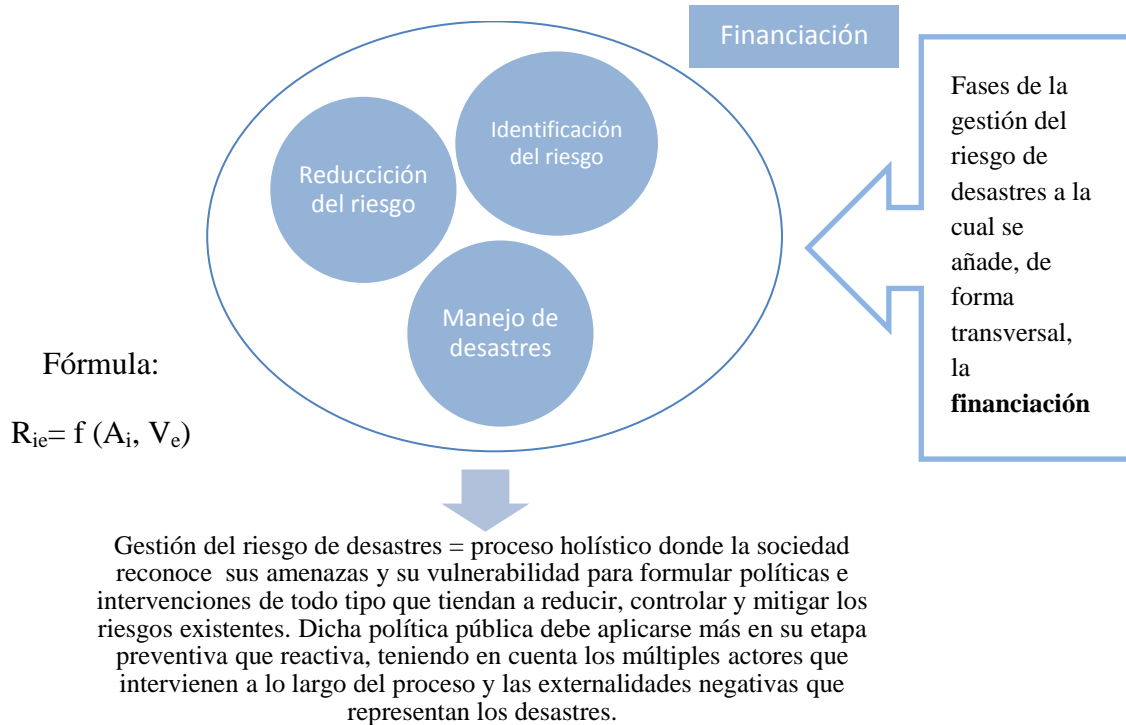 Financiación
Identificación
del riesgo
Reduccición
del riesgo
Manejo de
desastres
Fases de la
gestión del
riesgo de
desastres a la
cual se
añade, de
forma
transversal,
la
financiación
Fórmula:
Rie= f (Ai, Ve)
Gestión del riesgo de desastres = proceso holístico donde la sociedad
reconoce sus amenazas y su vulnerabilidad para formular políticas e
intervenciones de todo tipo que tiendan a reducir, controlar y mitigar los
riesgos existentes. Dicha política pública debe aplicarse más en su etapa
preventiva que reactiva, teniendo en cuenta los múltiples actores que
intervienen a lo largo del proceso y las externalidades negativas que
representan los desastres.